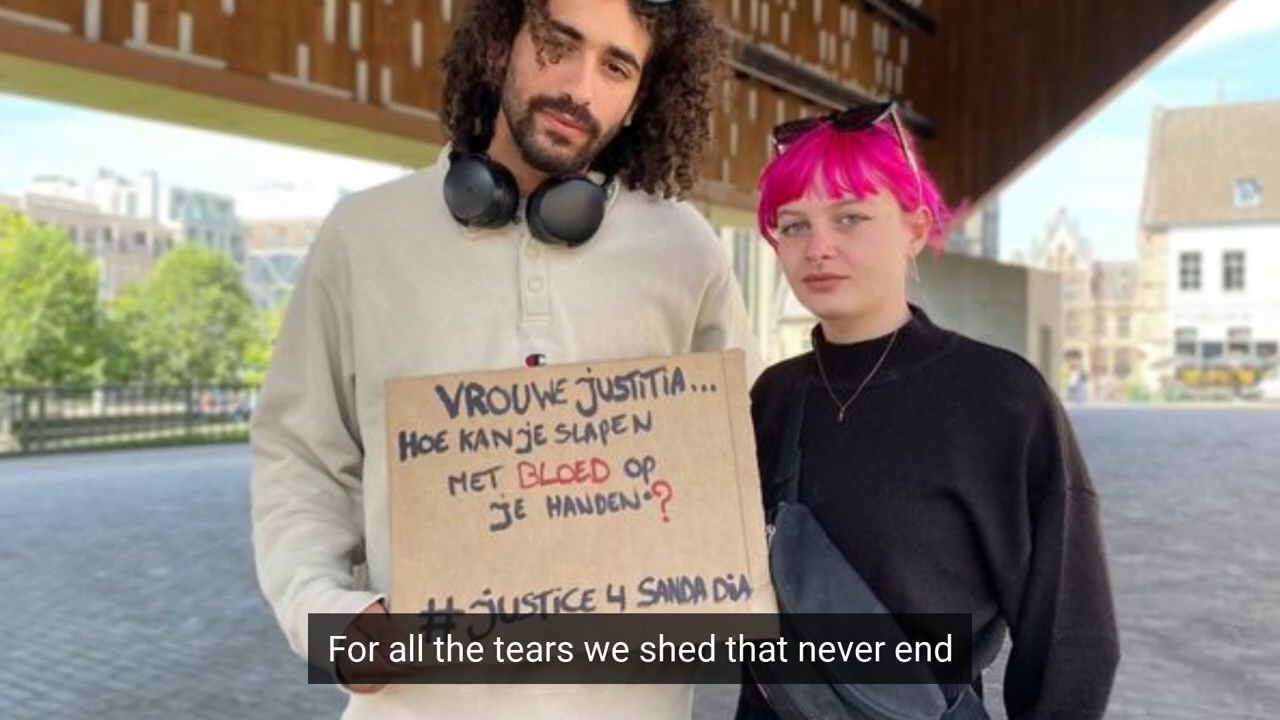 VROUWE JUSTITIA...
HOE KAN JE SLAPEN
MET BLOED OP
JE HANDEN?
#JUSTICE 4 SANDA DIA
For all the tears we shed that never end